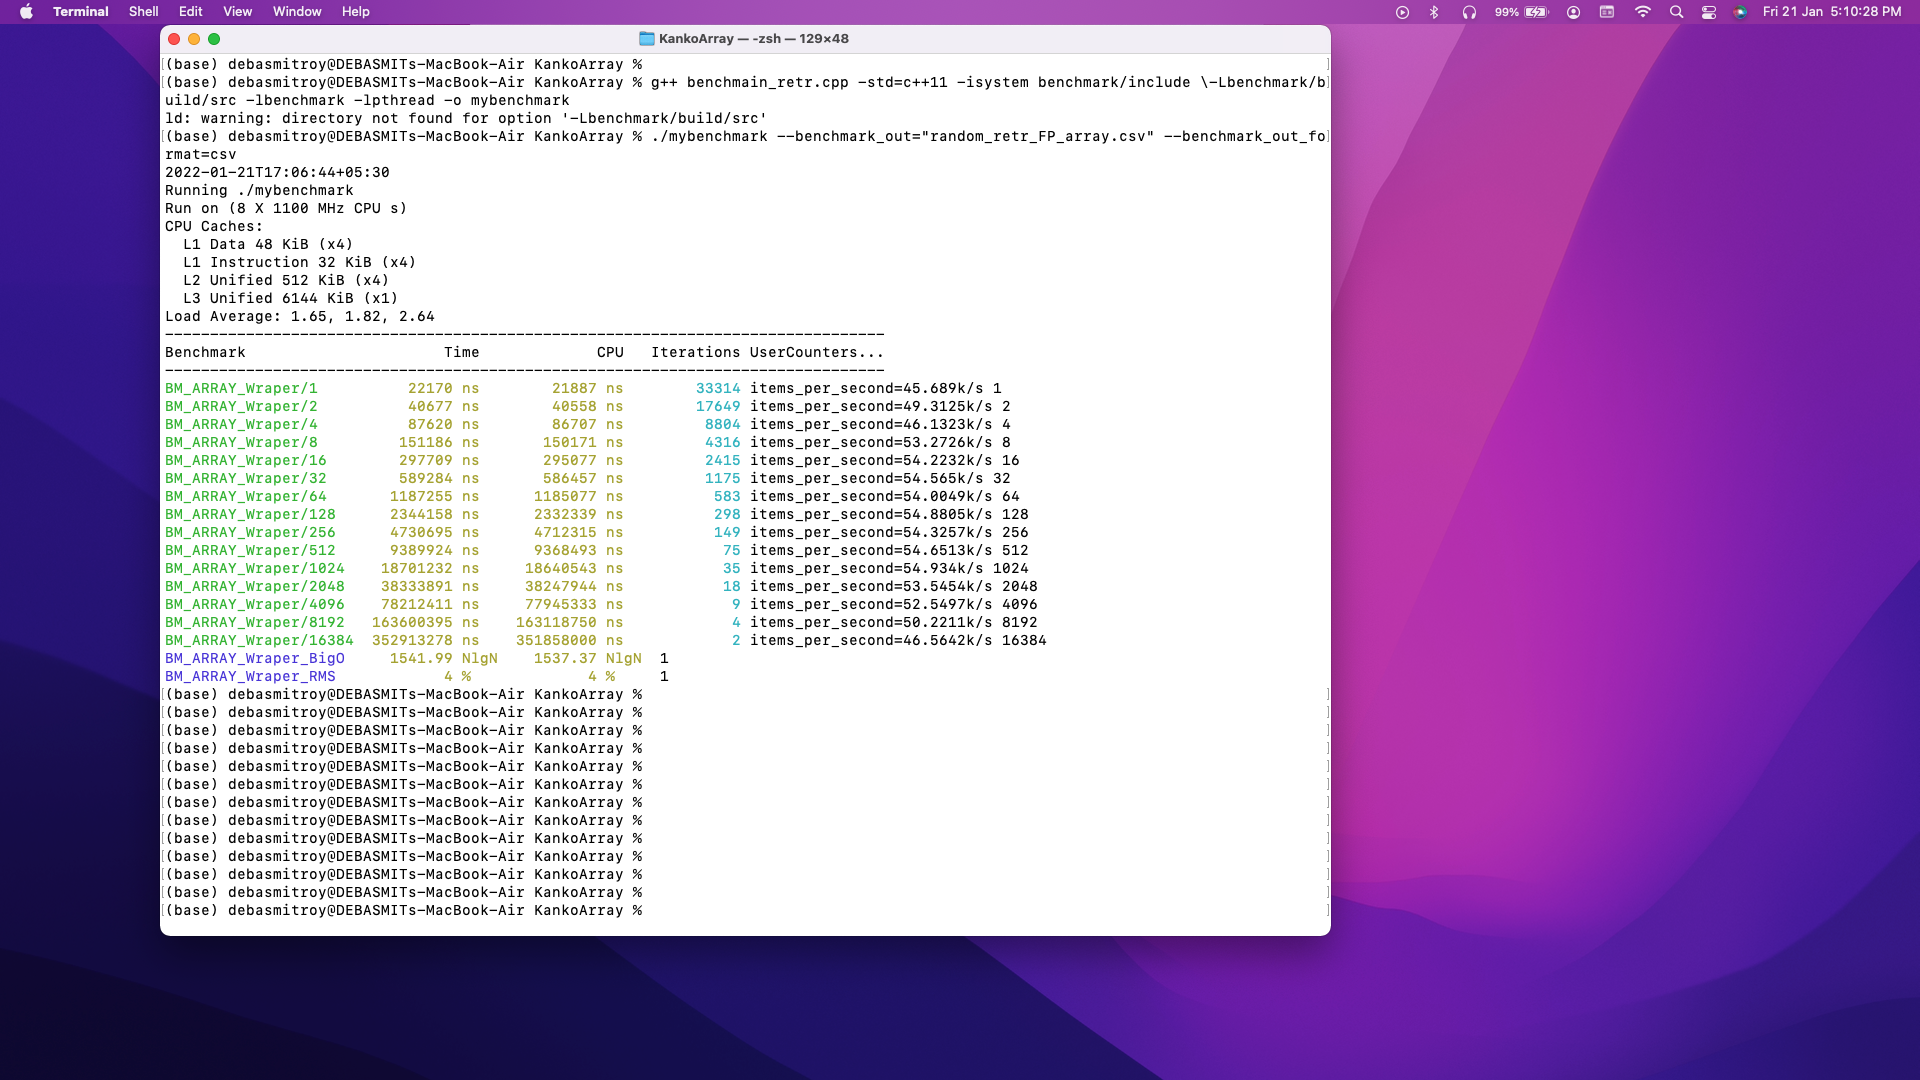 Terminal Shell Edit View Window Help 99% Fri 21 Jan 5:10:28 PM
KankoArray — -zsh — 129×48
(base) debasmitroy@DEBASMITs-MacBook-Air KankoArray %
(base) debasmitroy@DEBASMITs-MacBook-Air KankoArray % g++ benchmain_retr.cpp -std=c++11 -isystem benchmark/include \-Lbenchmark/b
uild/src -lbenchmark -lpthread -o mybenchmark
ld: warning: directory not found for option '-Lbenchmark/build/src'
(base) debasmitroy@DEBASMITs-MacBook-Air KankoArray % ./mybenchmark --benchmark_out="random_retr_FP_array.csv" --benchmark_out_fo
rmat=csv
2022-01-21T17:06:44+05:30
Running ./mybenchmark
Run on (8 X 1100 MHz CPU s)
CPU Caches:
  L1 Data 48 KiB (x4)
  L1 Instruction 32 KiB (x4)
  L2 Unified 512 KiB (x4)
  L3 Unified 6144 KiB (x1)
Load Average: 1.65, 1.82, 2.64
--------------------------------------------------------------------------------
Benchmark                      Time             CPU   Iterations UserCounters...
--------------------------------------------------------------------------------
BM_ARRAY_Wraper/1          22170 ns        21887 ns        33314 items_per_second=45.689k/s 1
BM_ARRAY_Wraper/2          40677 ns        40558 ns        17649 items_per_second=49.3125k/s 2
BM_ARRAY_Wraper/4          87620 ns        86707 ns         8804 items_per_second=46.1323k/s 4
BM_ARRAY_Wraper/8         151186 ns       150171 ns         4316 items_per_second=53.2726k/s 8
BM_ARRAY_Wraper/16        297709 ns       295077 ns         2415 items_per_second=54.2232k/s 16
BM_ARRAY_Wraper/32        589284 ns       586457 ns         1175 items_per_second=54.565k/s 32
BM_ARRAY_Wraper/64       1187255 ns      1185077 ns          583 items_per_second=54.0049k/s 64
BM_ARRAY_Wraper/128      2344158 ns      2332339 ns          298 items_per_second=54.8805k/s 128
BM_ARRAY_Wraper/256      4730695 ns      4712315 ns          149 items_per_second=54.3257k/s 256
BM_ARRAY_Wraper/512      9389924 ns      9368493 ns           75 items_per_second=54.6513k/s 512
BM_ARRAY_Wraper/1024    18701232 ns     18640543 ns           35 items_per_second=54.934k/s 1024
BM_ARRAY_Wraper/2048    38333891 ns     38247944 ns           18 items_per_second=53.5454k/s 2048
BM_ARRAY_Wraper/4096    78212411 ns     77945333 ns            9 items_per_second=52.5497k/s 4096
BM_ARRAY_Wraper/8192   163600395 ns    163118750 ns            4 items_per_second=50.2211k/s 8192
BM_ARRAY_Wraper/16384  352913278 ns    351858000 ns            2 items_per_second=46.5642k/s 16384
BM_ARRAY_Wraper_BigO     1541.99 NlgN    1537.37 NlgN  1
BM_ARRAY_Wraper_RMS            4 %             4 %     1
(base) debasmitroy@DEBASMITs-MacBook-Air KankoArray %
(base) debasmitroy@DEBASMITs-MacBook-Air KankoArray %
(base) debasmitroy@DEBASMITs-MacBook-Air KankoArray %
(base) debasmitroy@DEBASMITs-MacBook-Air KankoArray %
(base) debasmitroy@DEBASMITs-MacBook-Air KankoArray %
(base) debasmitroy@DEBASMITs-MacBook-Air KankoArray %
(base) debasmitroy@DEBASMITs-MacBook-Air KankoArray %
(base) debasmitroy@DEBASMITs-MacBook-Air KankoArray %
(base) debasmitroy@DEBASMITs-MacBook-Air KankoArray %
(base) debasmitroy@DEBASMITs-MacBook-Air KankoArray %
(base) debasmitroy@DEBASMITs-MacBook-Air KankoArray %
(base) debasmitroy@DEBASMITs-MacBook-Air KankoArray %
(base) debasmitroy@DEBASMITs-MacBook-Air KankoArray %